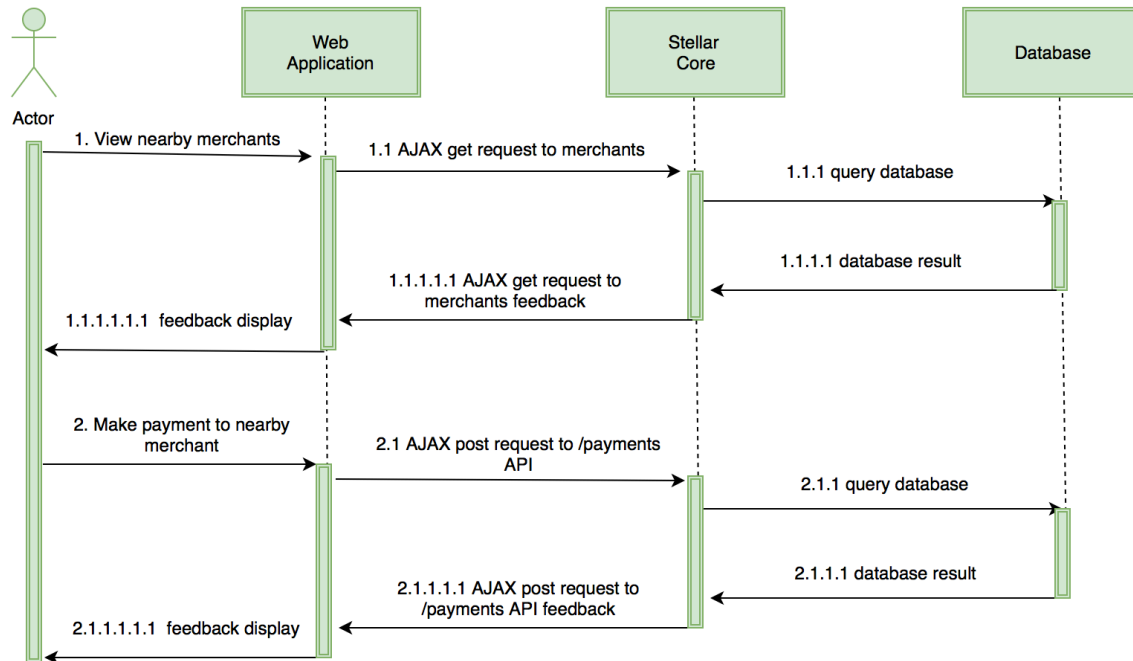 Web
Application
Stellar
Core
Database
Actor
1. View nearby merchants
1.1 AJAX get request to merchants
1.1.1 query database
1.1.1.1 database result
1.1.1.1.1 AJAX get request to
merchants feedback
1.1.1.1.1.1  feedback display
2. Make payment to nearby
merchant
2.1 AJAX post request to /payments
API
2.1.1 query database
2.1.1.1 database result
2.1.1.1.1 AJAX post request to
/payments API feedback
2.1.1.1.1.1  feedback display